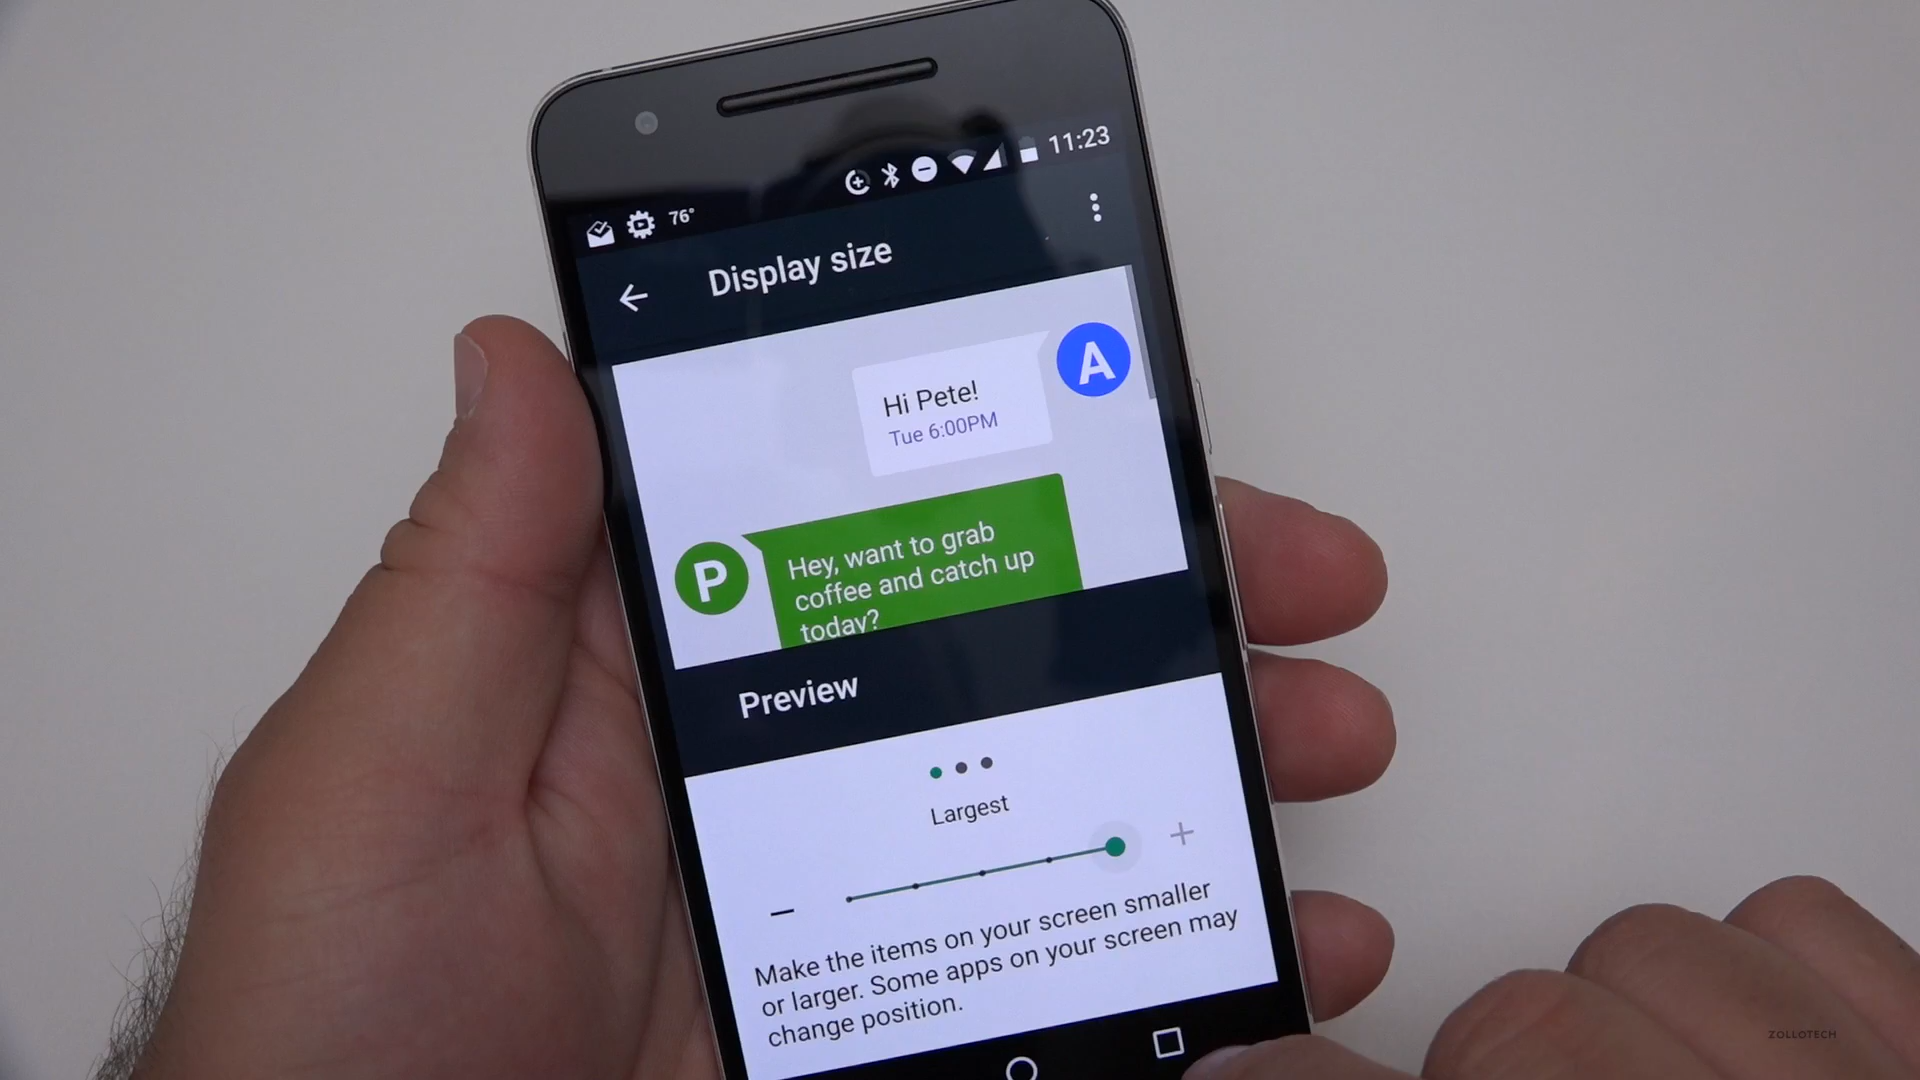 11:23
76°
Display size
A
Hi Pete!
Tue 6:00PM
P
Hey, want to grab
coffee and catch up
today?
Preview
Largest
Make the items on your screen smaller
or larger. Some apps on your screen may
change position.
ZOLLOTECH